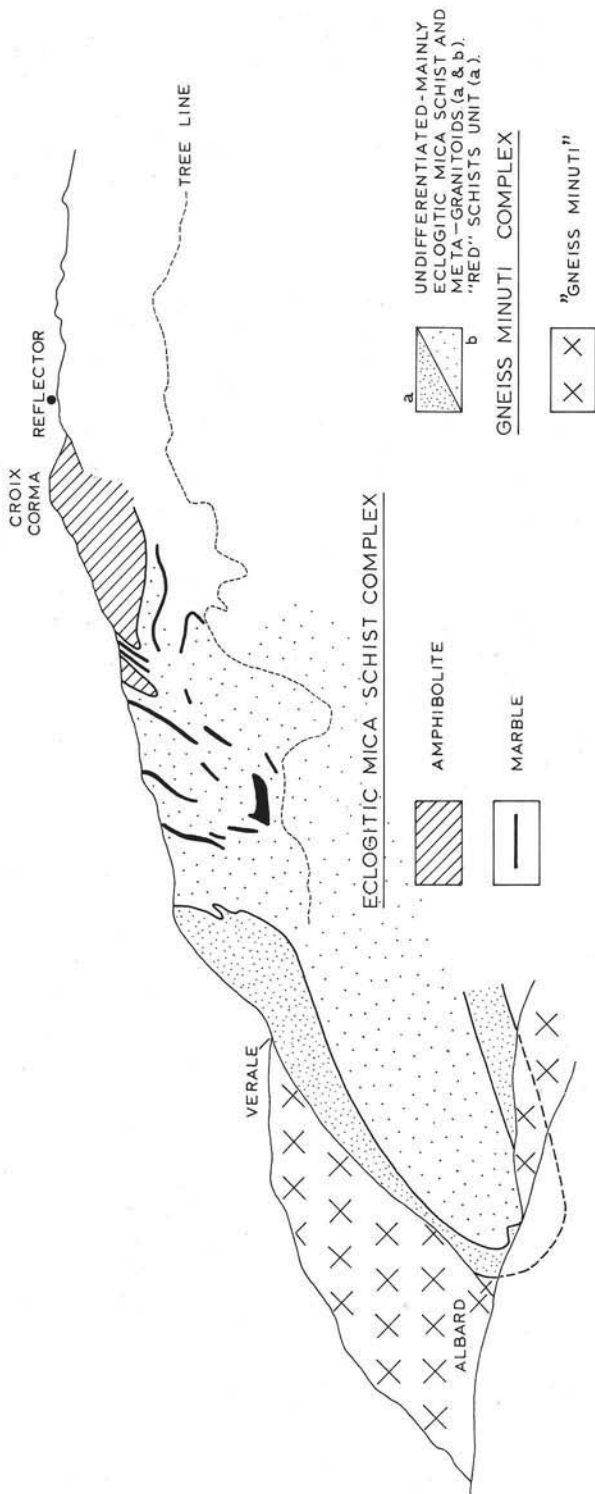 CROIX
CORMA
REFLECTOR
TREE LINE
VERALE
ALBARD
ECLOGITIC MICA SCHIST COMPLEX
AMPHIBOLITE
MARBLE
a
b
UNDIFFERENTIATED-MAINLY
ECLOGITIC MICA SCHIST AND
META-GRANITOIDS (a & b).
"RED" SCHISTS UNIT (a).
GNEISS MINUTI COMPLEX
"GNEISS MINUTI"